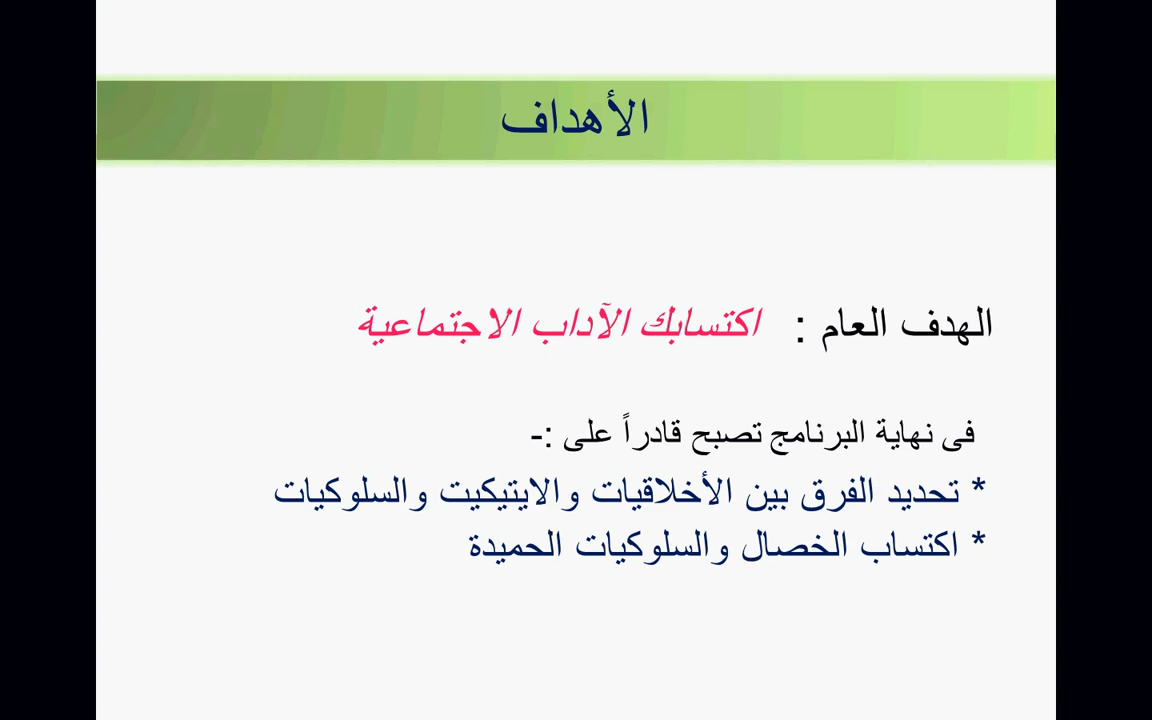 الأهداف
الهدف العام : اكتسابك الآداب الاجتماعية
فى نهاية البرنامج تصبح قادراً على :-
* تحديد الفرق بين الأخلاقيات والايتيكيت والسلوكيات
* اكتساب الخصال والسلوكيات الحميدة